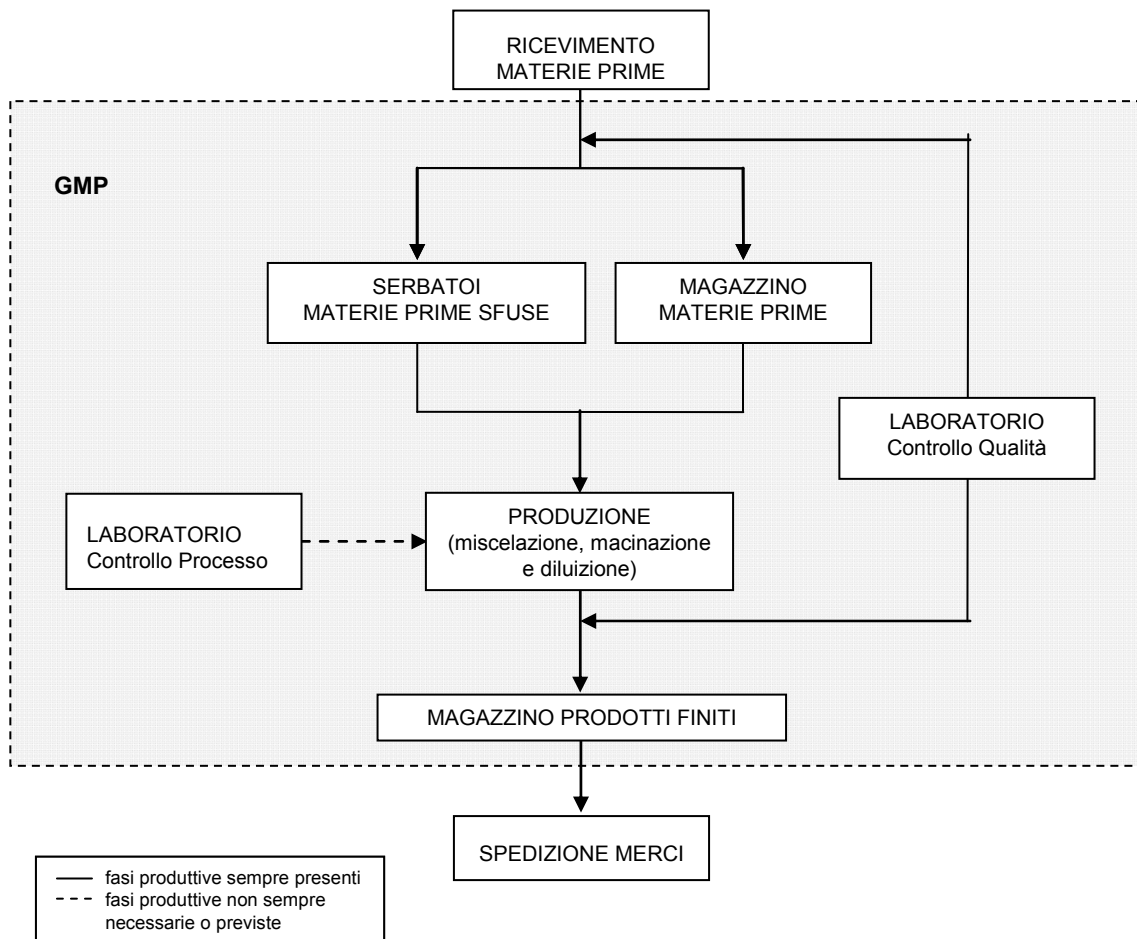 RICEVIMENTO
MATERIE PRIME
GMP
SERBATOI
MATERIE PRIME SFUSE
MAGAZZINO
MATERIE PRIME
LABORATORIO
Controllo Qualità
LABORATORIO
Controllo Processo
PRODUZIONE
(miscelazione, macinazione
e diluizione)
MAGAZZINO PRODOTTI FINITI
SPEDIZIONE MERCI
fasi produttive sempre presenti
fasi produttive non sempre
necessarie o previste